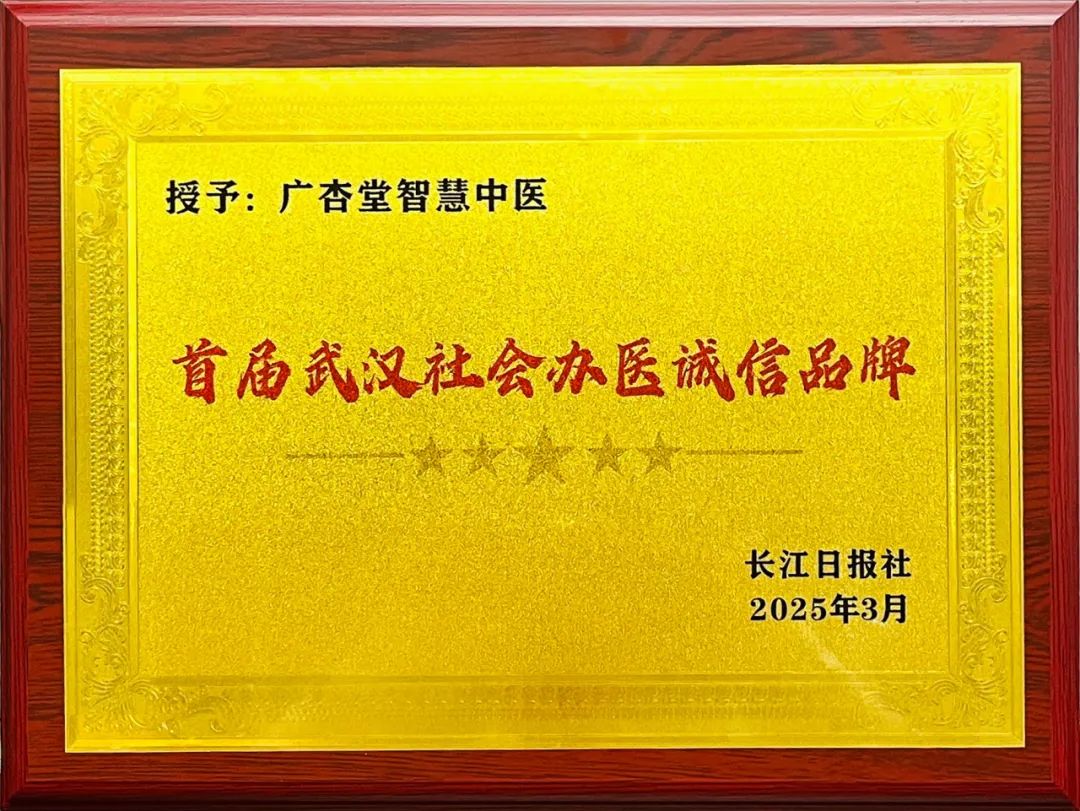 授予：广杏堂智慧中医
首届武汉社会办医诚信品牌
长江日报社
2025年3月